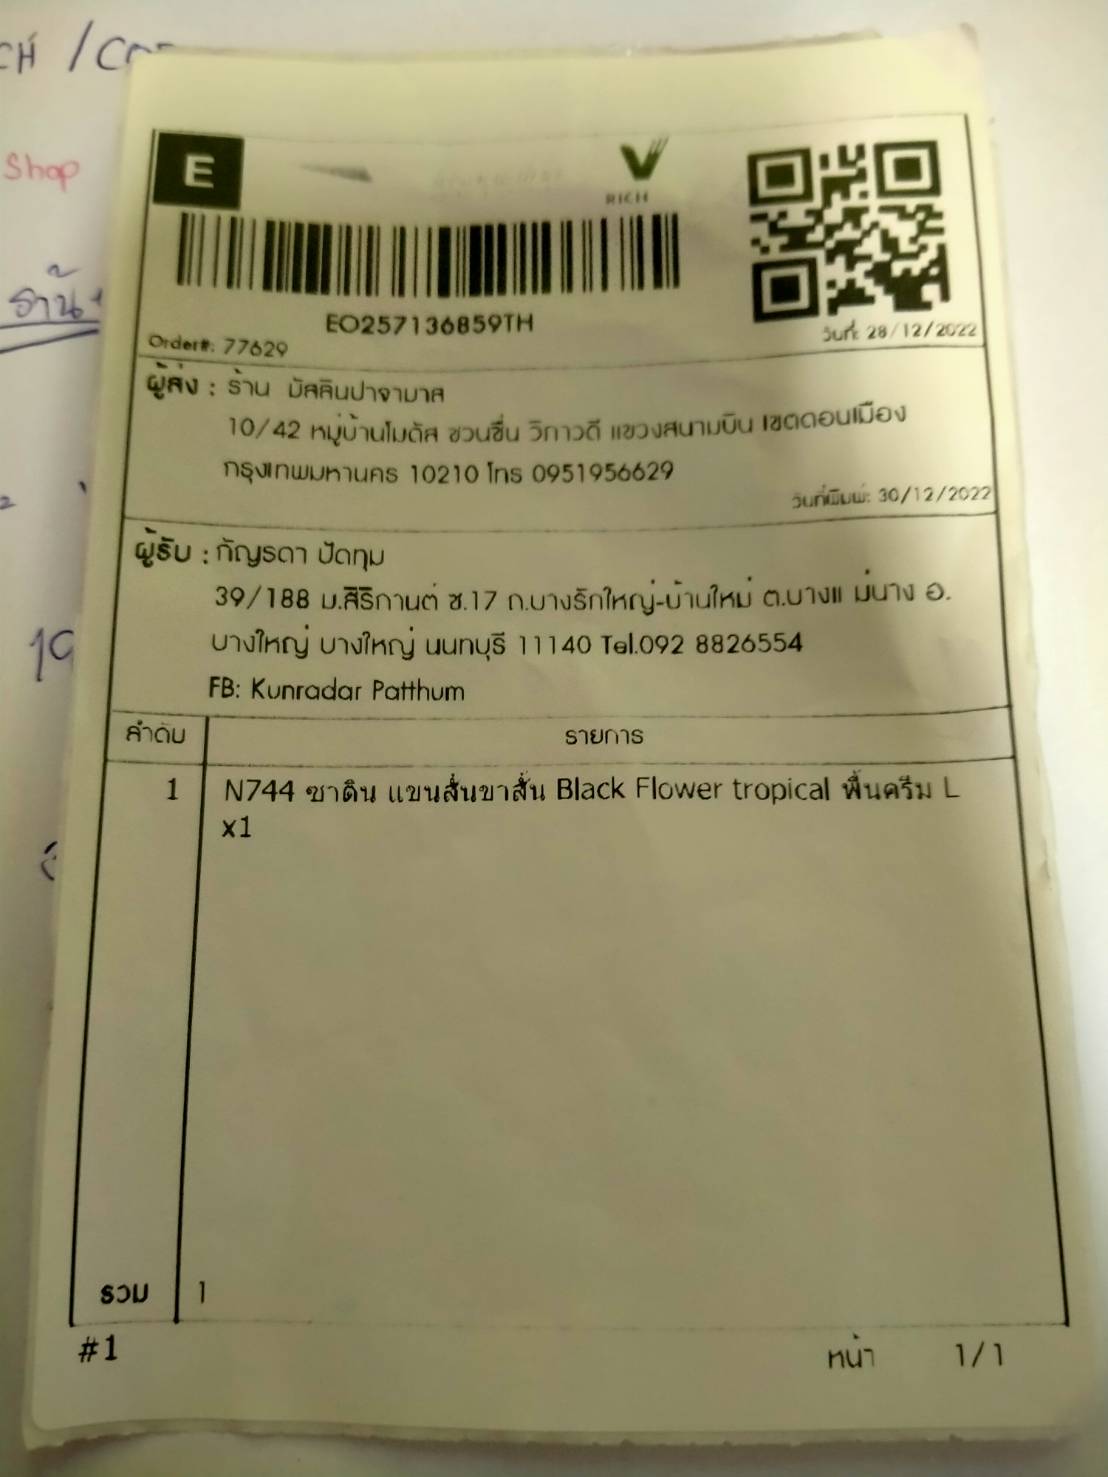 CH /COD
Shop
ร้าน
19
E
RICH
EO257136859TH
Order#: 77629
วันที่: 28/12/2022
ผู้ส่ง : ร้าน มัสลินปาจามาส
10/42 หมู่บ้านโมดัส ชวนชื่น วิภาวดี แขวงสนามบิน เขตดอนเมือง
กรุงเทพมหานคร 10210 โทร 0951956629
วันที่พิมพ์: 30/12/2022
ผู้รับ : กัญรดา ปัดทุม
39/188 ม.สิริกานต์ ซ.17 ถ.บางรักใหญ่-บ้านใหม่ ต.บางแ ม่นาง อ.
บางใหญ่ บางใหญ่ นนทบุรี 11140 Tel.092 8826554
FB: Kunradar Patthum
ลำดับ รายการ
1 N744 ซาติน แขนสั่นขาสั้น Black Flower tropical พื้นครีม L
x1
รวม 1
#1 หน้า 1/1